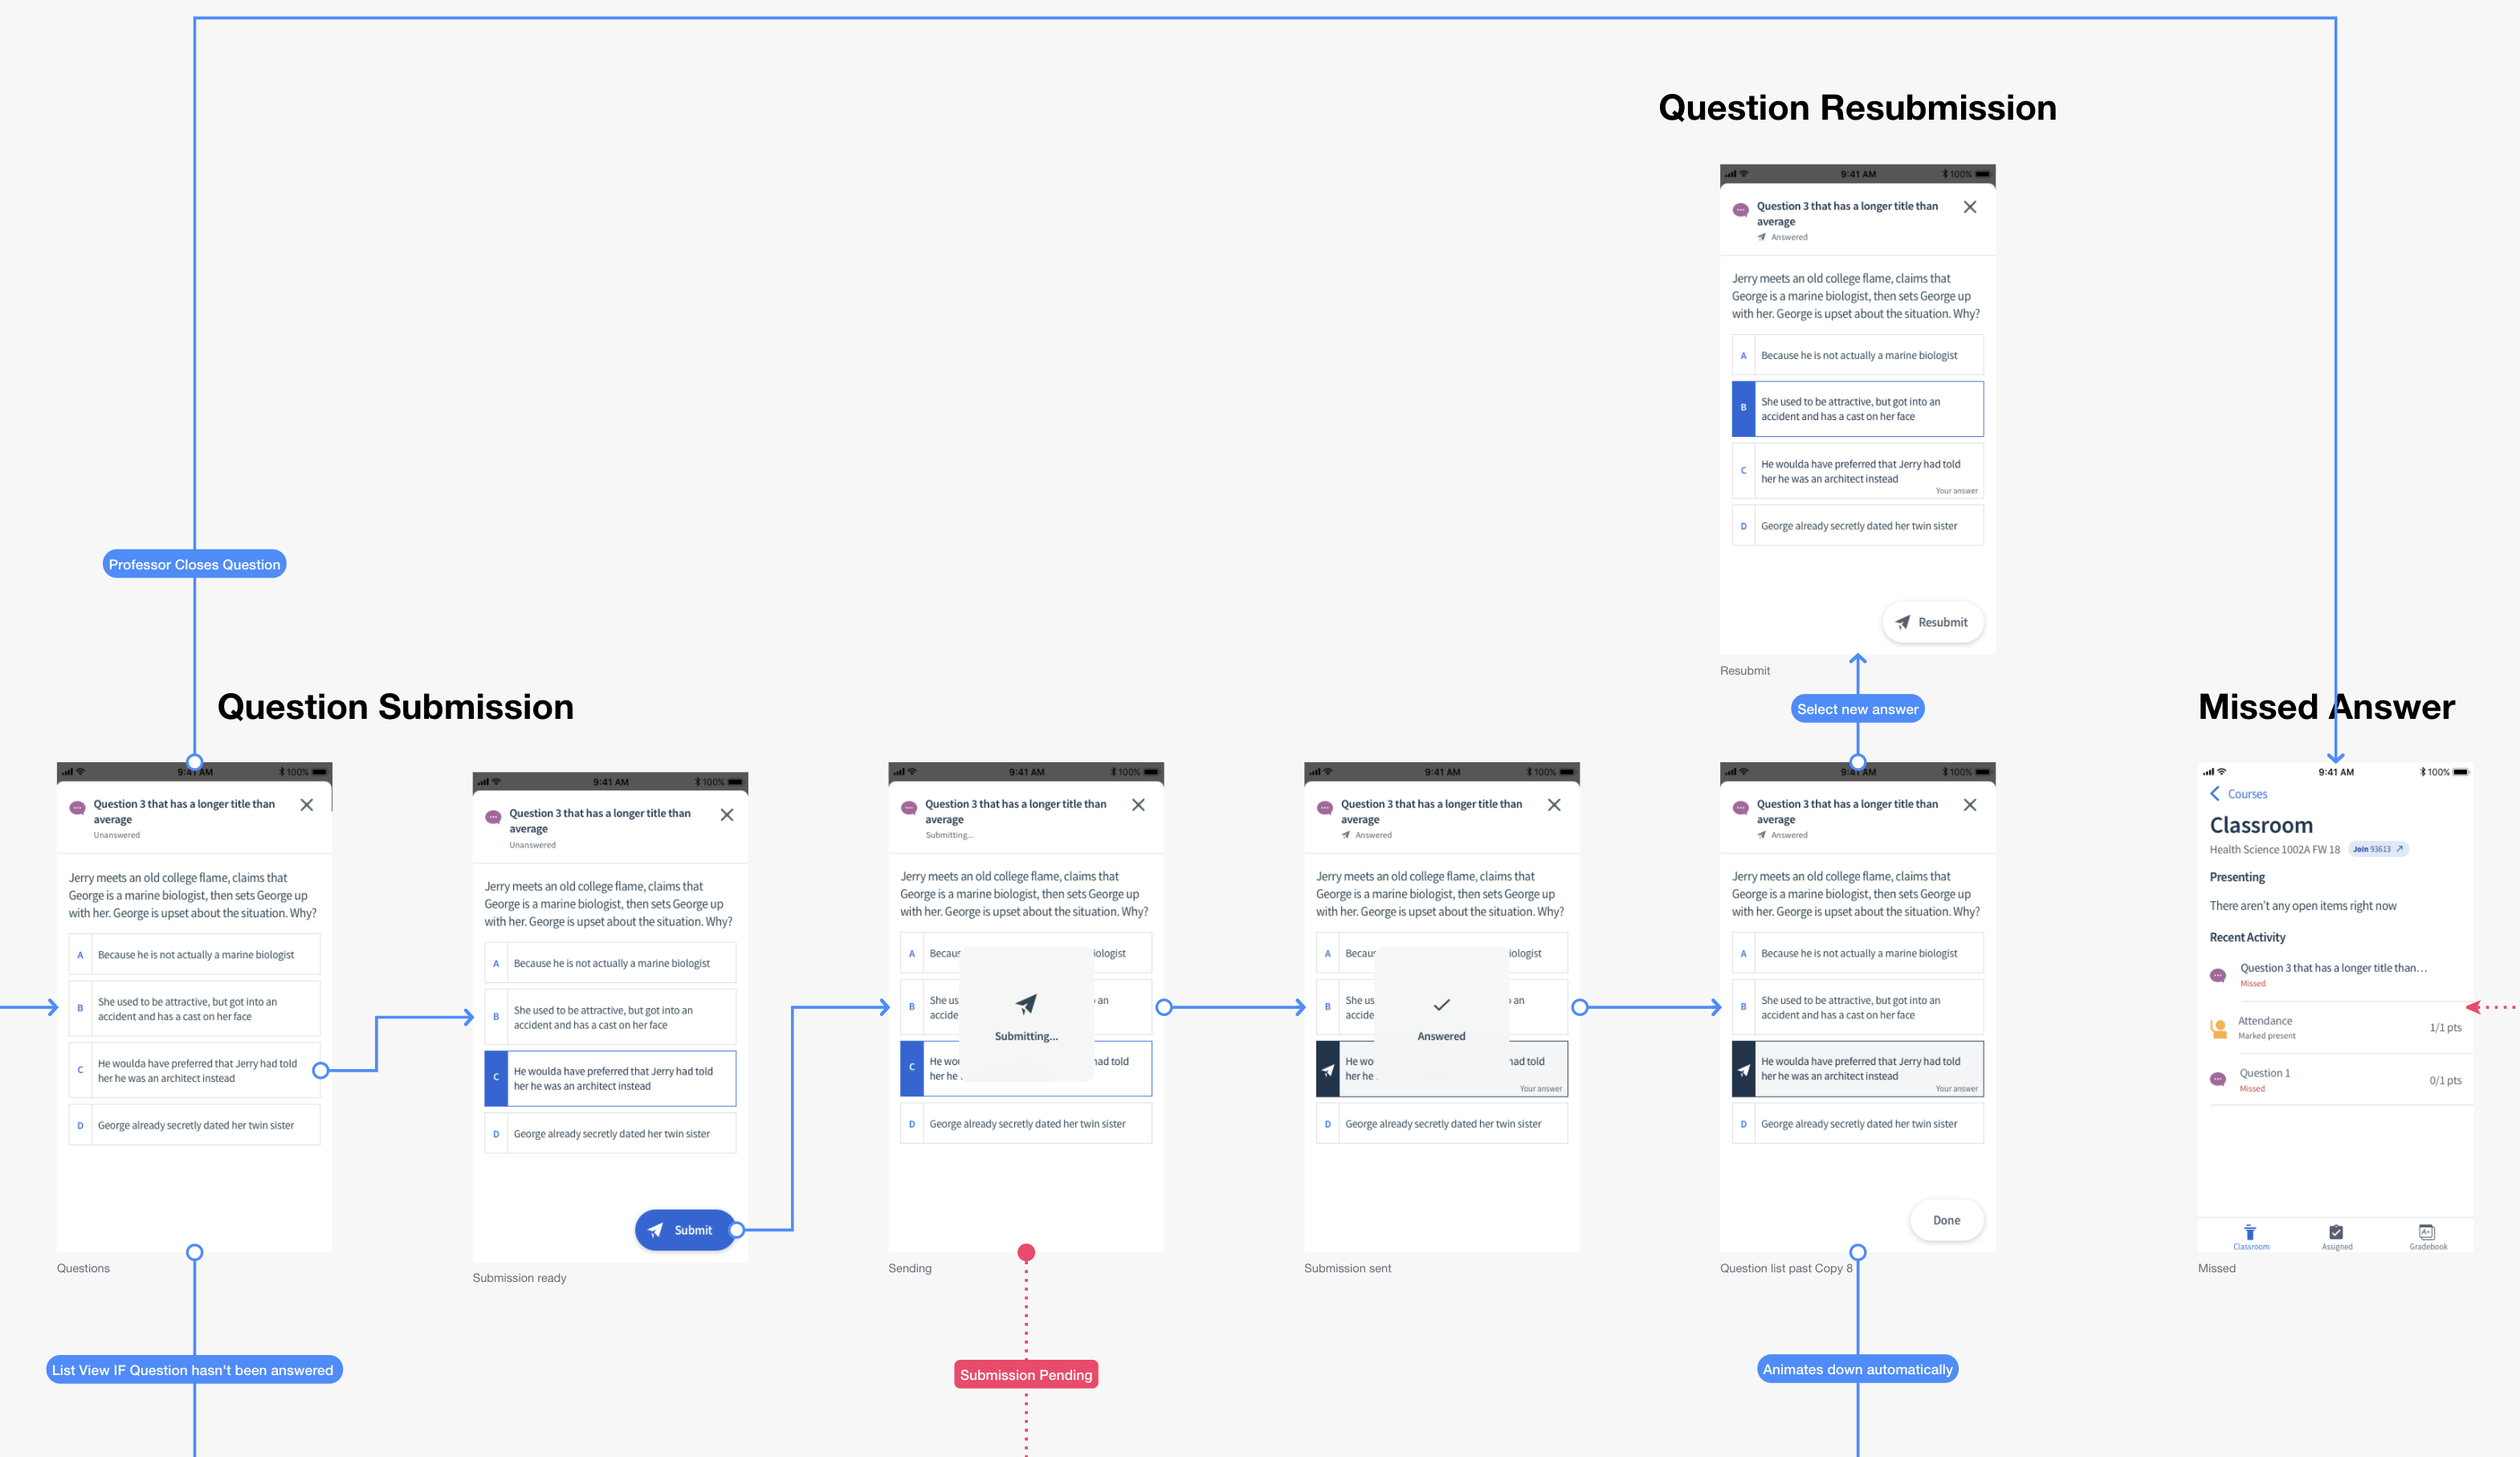 Question Resubmission
9:41 AM
100%
Question 3 that has a longer title than
average
Answered
Jerry meets an old college flame, claims that
George is a marine biologist, then sets George up
with her. George is upset about the situation. Why?
A
Because he is not actually a marine biologist
B
She used to be attractive, but got into an
accident and has a cast on her face
C
He woulda have preferred that Jerry had told
her he was an architect instead
Your answer
D
George already secretly dated her twin sister
Resubmit
Resubmit
Professor Closes Question
Select new answer
Question Submission
Missed Answer
9:41 AM
100%
Question 3 that has a longer title than
average
Unanswered
Jerry meets an old college flame, claims that
George is a marine biologist, then sets George up
with her. George is upset about the situation. Why?
A
Because he is not actually a marine biologist
B
She used to be attractive, but got into an
accident and has a cast on her face
C
He woulda have preferred that Jerry had told
her he was an architect instead
D
George already secretly dated her twin sister
Questions
List View IF Question hasn't been answered
9:41 AM
100%
Question 3 that has a longer title than
average
Unanswered
Jerry meets an old college flame, claims that
George is a marine biologist, then sets George up
with her. George is upset about the situation. Why?
A
Because he is not actually a marine biologist
B
She used to be attractive, but got into an
accident and has a cast on her face
C
He woulda have preferred that Jerry had told
her he was an architect instead
D
George already secretly dated her twin sister
Submit
Submission ready
9:41 AM
100%
Question 3 that has a longer title than
average
Submitting...
Jerry meets an old college flame, claims that
George is a marine biologist, then sets George up
with her. George is upset about the situation. Why?
A
Becaus iologist
B
She us an
accide
Submitting...
C
He wou had told
her he
D
George already secretly dated her twin sister
Sending
Submission Pending
9:41 AM
100%
Question 3 that has a longer title than
average
Answered
Jerry meets an old college flame, claims that
George is a marine biologist, then sets George up
with her. George is upset about the situation. Why?
A
Becaus iologist
B
She us an
accide
Answered
He wou had told
her he
Your answer
D
George already secretly dated her twin sister
Submission sent
9:41 AM
100%
Question 3 that has a longer title than
average
Answered
Jerry meets an old college flame, claims that
George is a marine biologist, then sets George up
with her. George is upset about the situation. Why?
A
Because he is not actually a marine biologist
B
She used to be attractive, but got into an
accident and has a cast on her face
He woulda have preferred that Jerry had told
her he was an architect instead
Your answer
D
George already secretly dated her twin sister
Done
Question list past Copy 8
Animates down automatically
9:41 AM
100%
Courses
Classroom
Health Science 1002A FW 18 Join 93613
Presenting
There aren't any open items right now
Recent Activity
Question 3 that has a longer title than...
Missed
Attendance
Marked present
1/1 pts
Question 1
Missed
0/1 pts
Classroom
Assigned
A+
Gradebook
Missed